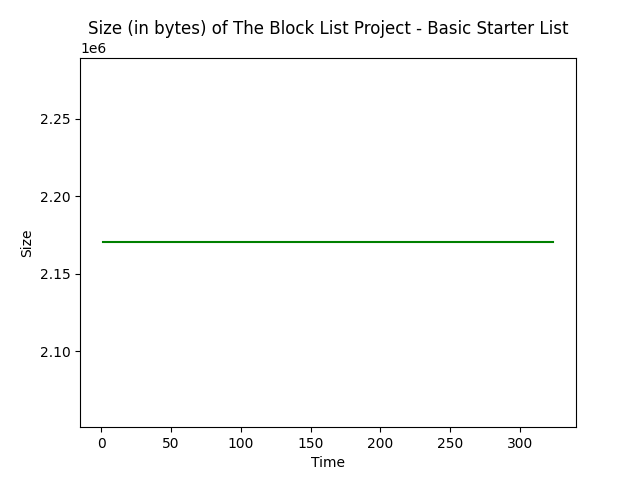 Size (in bytes) of The Block List Project - Basic Starter List
1e6
2.25
2.20
2.15
2.10
Size
0 50 100 150 200 250 300
Time